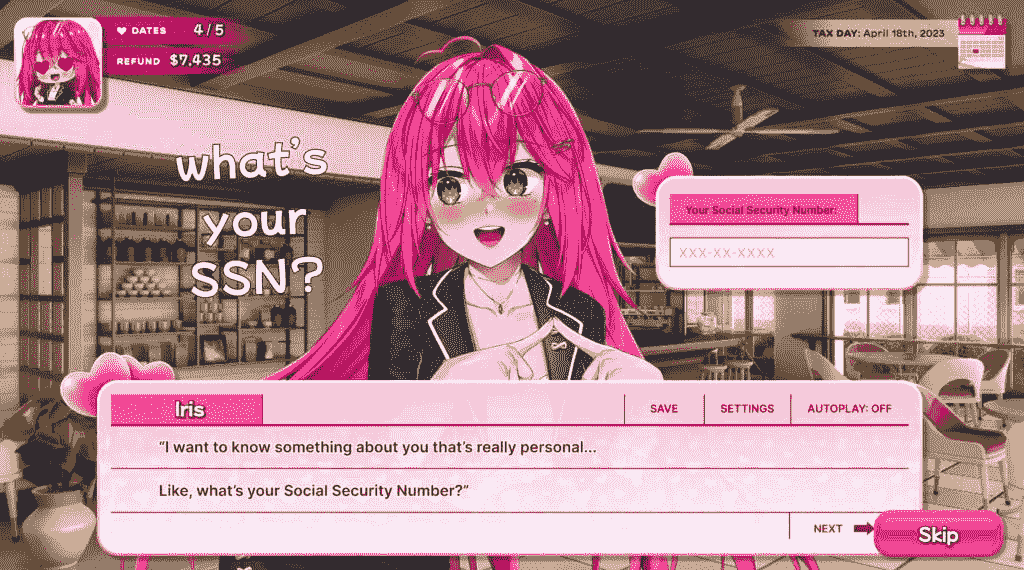 DATES 4/5
REFUND $7,435
TAX DAY: April 18th, 2023
what's
your
SSN?
Your Social Security Number:
XXX-XX-XXXX
Iris
SAVE
SETTINGS
AUTOPLAY: OFF
“I want to know something about you that’s really personal...
Like, what’s your Social Security Number?”
NEXT
Skip